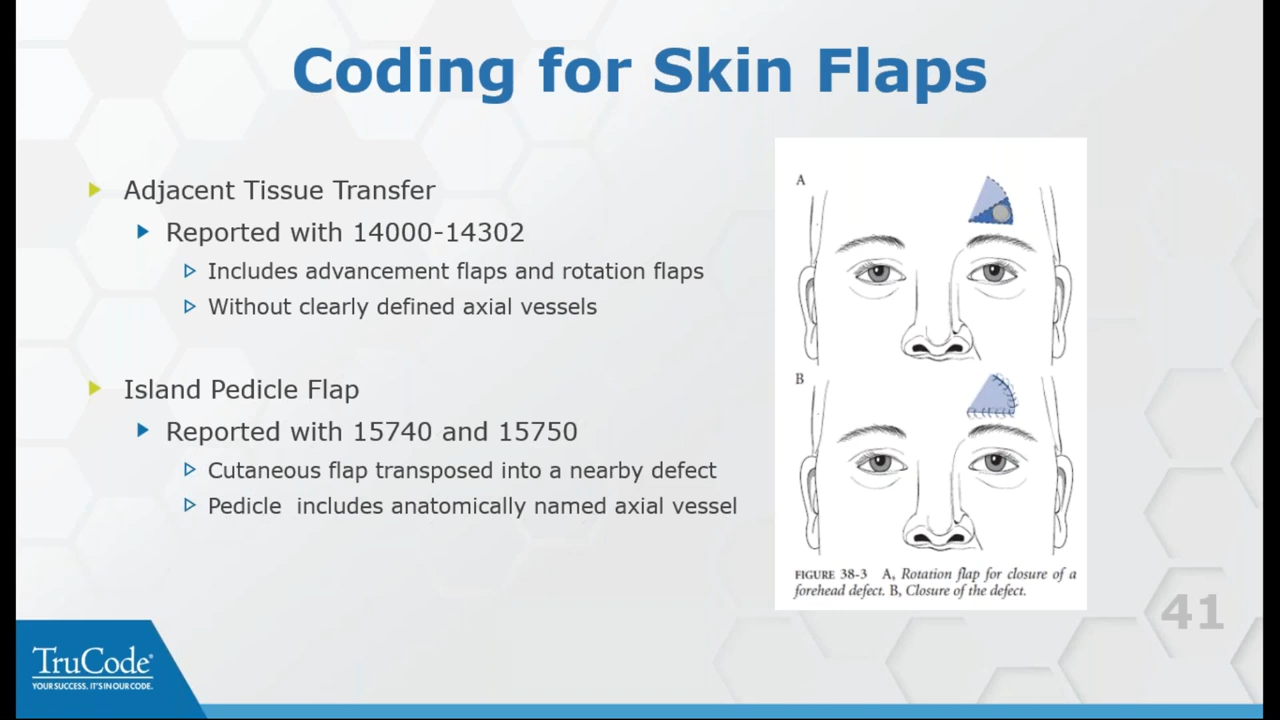 Coding for Skin Flaps
Adjacent Tissue Transfer
Reported with 14000-14302
Includes advancement flaps and rotation flaps
Without clearly defined axial vessels
Island Pedicle Flap
Reported with 15740 and 15750
Cutaneous flap transposed into a nearby defect
Pedicle  includes anatomically named axial vessel
A
B
FIGURE 38-3 A, Rotation flap for closure of a
forehead defect. B, Closure of the defect.
41
TruCode®
YOUR SUCCESS. IT'S IN OUR CODE.